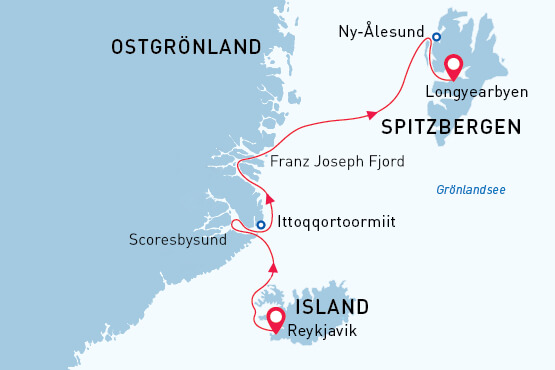 Ny-Ålesund
OSTGRÖNLAND
Longyearbyen
SPITZBERGEN
Franz Joseph Fjord
Grönlandsee
Ittoqqortoormiit
Scoresbysund
ISLAND
Reykjavik